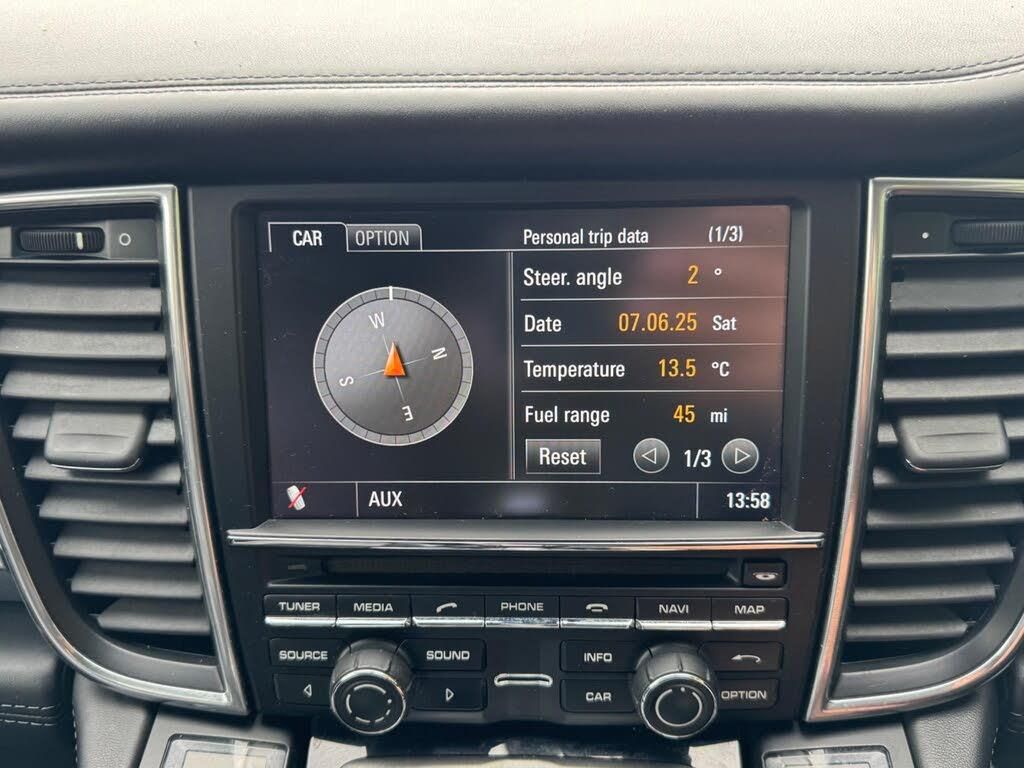 CAR OPTION Personal trip data (1/3)
Steer. angle 2 °
Date 07.06.25 Sat
Temperature 13.5 °C
Fuel range 45 mi
Reset 1/3
W
N
S
E
AUX 13:58
TUNER MEDIA PHONE NAVI MAP
SOURCE SOUND INFO
CAR OPTION